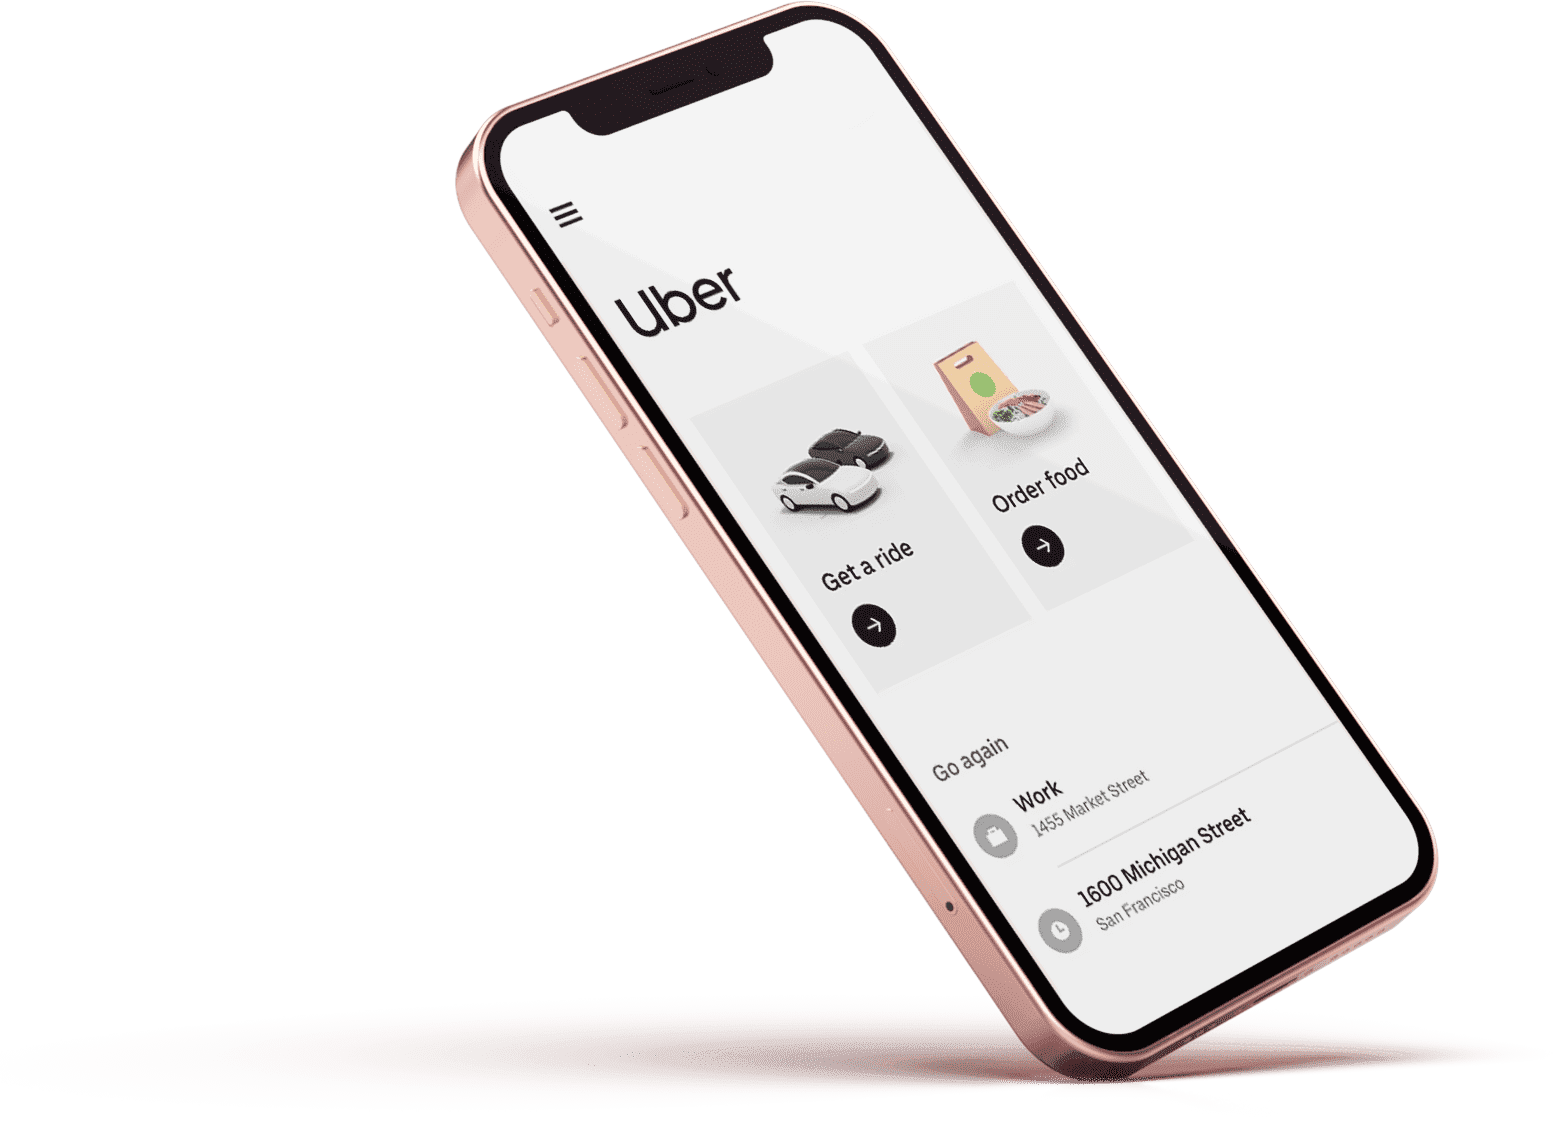 Uber
Get a ride
Order food
Go again
Work
1455 Market Street
1600 Michigan Street
San Francisco